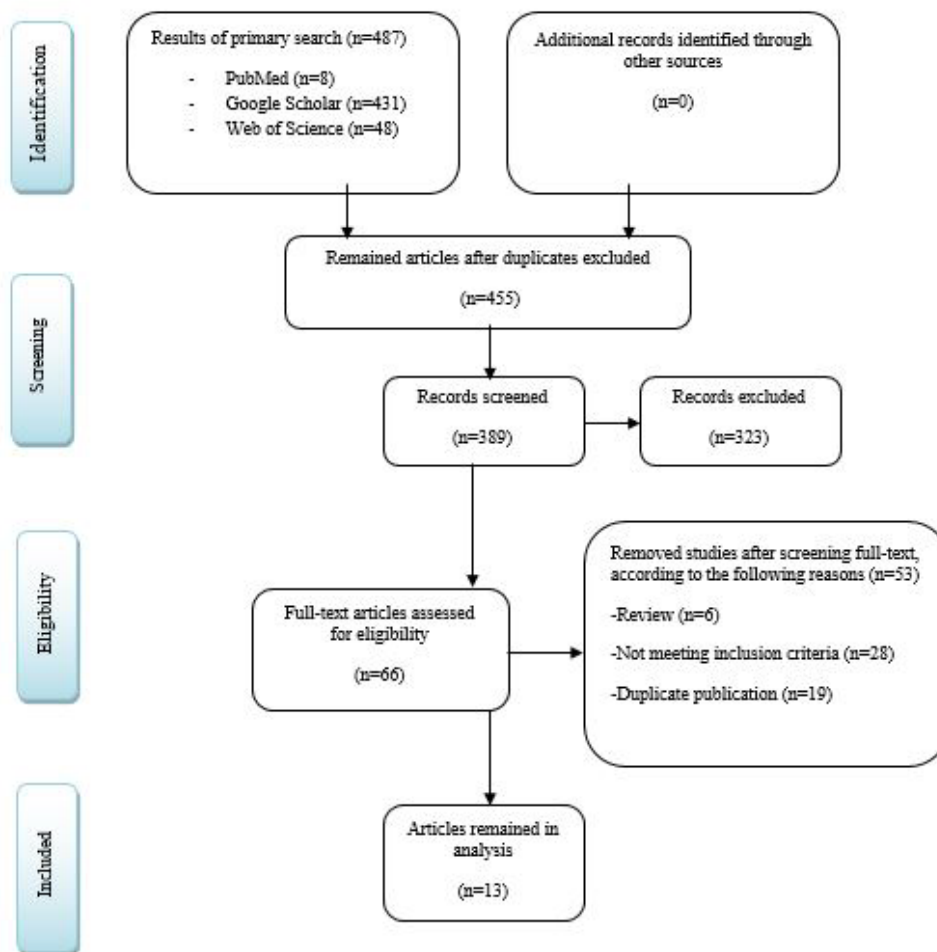 Identification
Results of primary search (n=487)
- PubMed (n=8)
- Google Scholar (n=431)
- Web of Science (n=48)
Additional records identified through
other sources
(n=0)
Screening
Remained articles after duplicates excluded
(n=455)
Records screened
(n=389)
Records excluded
(n=323)
Eligibility
Full-text articles assessed
for eligibility
(n=66)
Removed studies after screening full-text,
according to the following reasons (n=53)
-Review (n=6)
-Not meeting inclusion criteria (n=28)
-Duplicate publication (n=19)
Included
Articles remained in
analysis
(n=13)